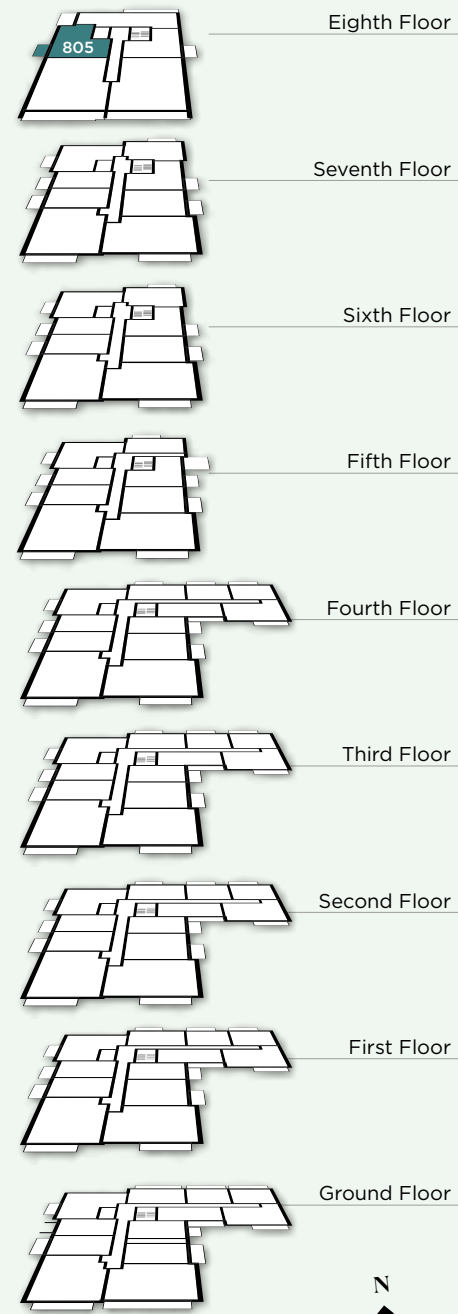 Eighth Floor
805
Seventh Floor
Sixth Floor
Fifth Floor
Fourth Floor
Third Floor
Second Floor
First Floor
Ground Floor
N